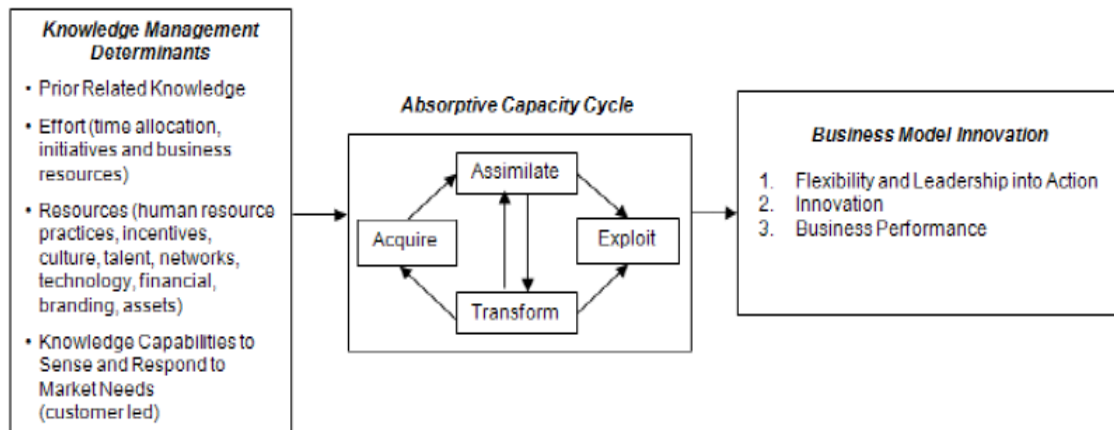 Knowledge Management
Determinants
• Prior Related Knowledge
• Effort (time allocation,
initiatives and business
resources)
• Resources (human resource
practices, incentives,
culture, talent, networks,
technology, financial,
branding, assets)
• Knowledge Capabilities to
Sense and Respond to
Market Needs
(customer led)
Absorptive Capacity Cycle
Assimilate
Acquire
Exploit
Transform
Business Model Innovation
1. Flexibility and Leadership into Action
2. Innovation
3. Business Performance